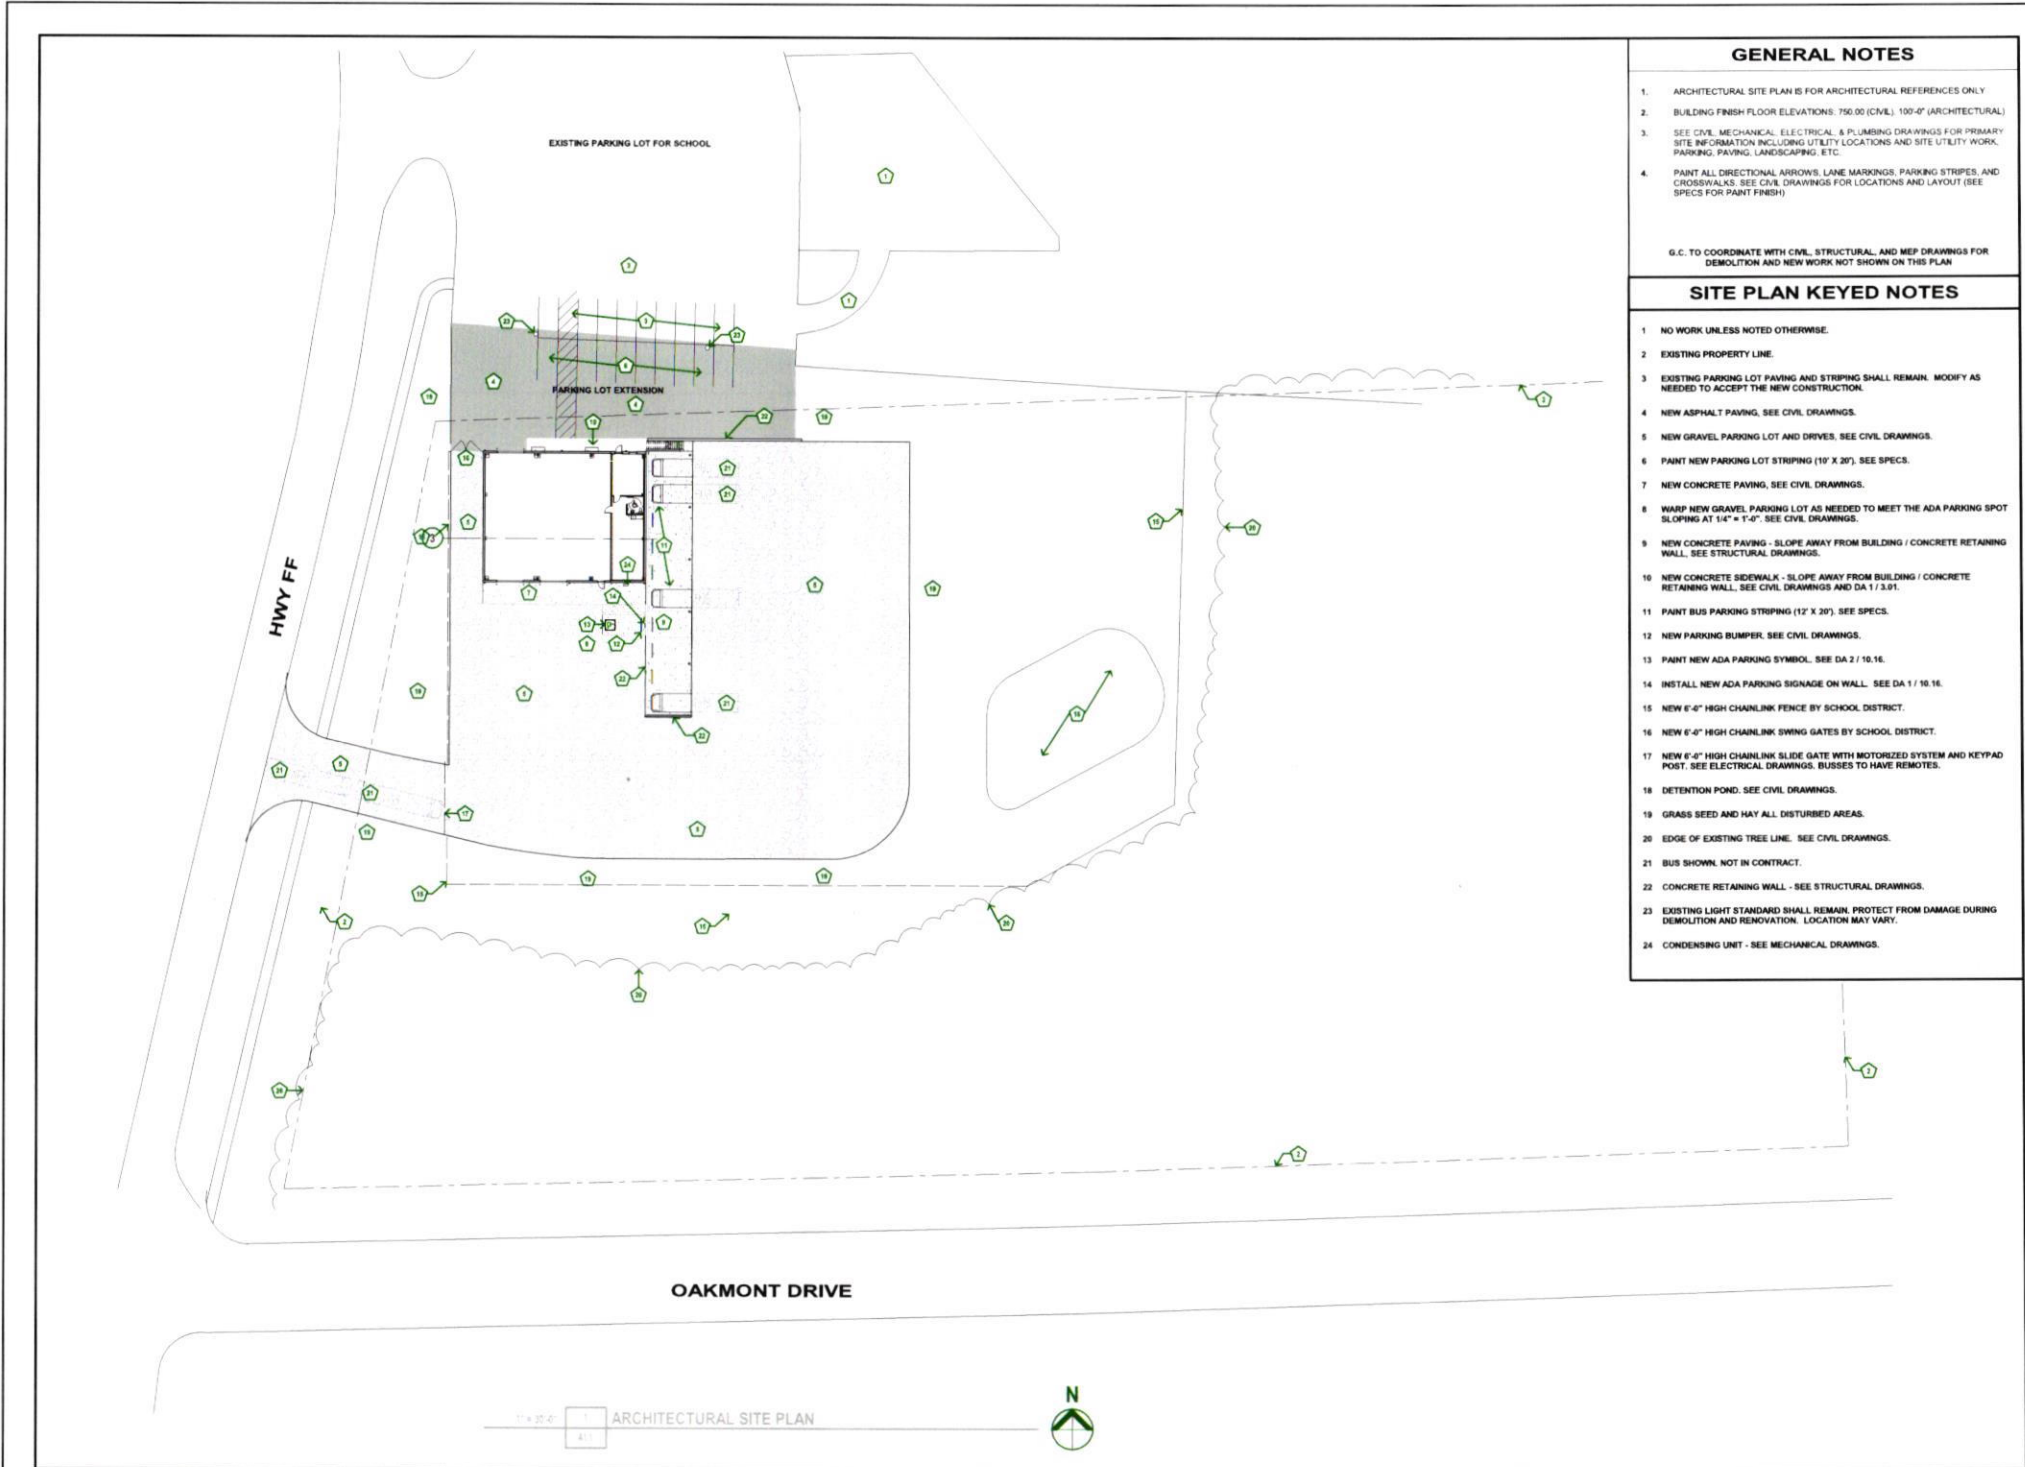 EXISTING PARKING LOT FOR SCHOOL
PARKING LOT EXTENSION
HWY FF
OAKMONT DRIVE
ARCHITECTURAL SITE PLAN
N
GENERAL NOTES
1. ARCHITECTURAL SITE PLAN IS FOR ARCHITECTURAL REFERENCES ONLY
2. BUILDING FINISH FLOOR ELEVATIONS: 750.00 (CIVIL), 100'-0" (ARCHITECTURAL)
3. SEE CIVIL, MECHANICAL, ELECTRICAL, & PLUMBING DRAWINGS FOR PRIMARY
SITE INFORMATION INCLUDING UTILITY LOCATIONS AND SITE UTILITY WORK,
PARKING, PAVING, LANDSCAPING, ETC.
4. PAINT ALL DIRECTIONAL ARROWS, LANE MARKINGS, PARKING STRIPES, AND
CROSSWALKS. SEE CIVIL DRAWINGS FOR LOCATIONS AND LAYOUT (SEE
SPECS FOR PAINT FINISH)
G.C. TO COORDINATE WITH CIVIL, STRUCTURAL, AND MEP DRAWINGS FOR
DEMOLITION AND NEW WORK NOT SHOWN ON THIS PLAN
SITE PLAN KEYED NOTES
1 NO WORK UNLESS NOTED OTHERWISE.
2 EXISTING PROPERTY LINE.
3 EXISTING PARKING LOT PAVING AND STRIPING SHALL REMAIN. MODIFY AS
NEEDED TO ACCEPT THE NEW CONSTRUCTION.
4 NEW ASPHALT PAVING, SEE CIVIL DRAWINGS.
5 NEW GRAVEL PARKING LOT AND DRIVES, SEE CIVIL DRAWINGS.
6 PAINT NEW PARKING LOT STRIPING (10' X 20'). SEE SPECS.
7 NEW CONCRETE PAVING, SEE CIVIL DRAWINGS.
8 WARP NEW GRAVEL PARKING LOT AS NEEDED TO MEET THE ADA PARKING SPOT
SLOPING AT 1/4" = 1'-0". SEE CIVIL DRAWINGS.
9 NEW CONCRETE PAVING - SLOPE AWAY FROM BUILDING / CONCRETE RETAINING
WALL, SEE STRUCTURAL DRAWINGS.
10 NEW CONCRETE SIDEWALK - SLOPE AWAY FROM BUILDING / CONCRETE
RETAINING WALL, SEE CIVIL DRAWINGS AND DA 1 / 3.01.
11 PAINT BUS PARKING STRIPING (12' X 20'). SEE SPECS.
12 NEW PARKING BUMPER. SEE CIVIL DRAWINGS.
13 PAINT NEW ADA PARKING SYMBOL. SEE DA 2 / 10.16.
14 INSTALL NEW ADA PARKING SIGNAGE ON WALL. SEE DA 1 / 10.16.
15 NEW 6'-0" HIGH CHAINLINK FENCE BY SCHOOL DISTRICT.
16 NEW 6'-0" HIGH CHAINLINK SWING GATES BY SCHOOL DISTRICT.
17 NEW 6'-0" HIGH CHAINLINK SLIDE GATE WITH MOTORIZED SYSTEM AND KEYPAD
POST. SEE ELECTRICAL DRAWINGS. BUSSES TO HAVE REMOTES.
18 DETENTION POND. SEE CIVIL DRAWINGS.
19 GRASS SEED AND HAY ALL DISTURBED AREAS.
20 EDGE OF EXISTING TREE LINE. SEE CIVIL DRAWINGS.
21 BUS SHOWN. NOT IN CONTRACT.
22 CONCRETE RETAINING WALL - SEE STRUCTURAL DRAWINGS.
23 EXISTING LIGHT STANDARD SHALL REMAIN. PROTECT FROM DAMAGE DURING
DEMOLITION AND RENOVATION. LOCATION MAY VARY.
24 CONDENSING UNIT - SEE MECHANICAL DRAWINGS.